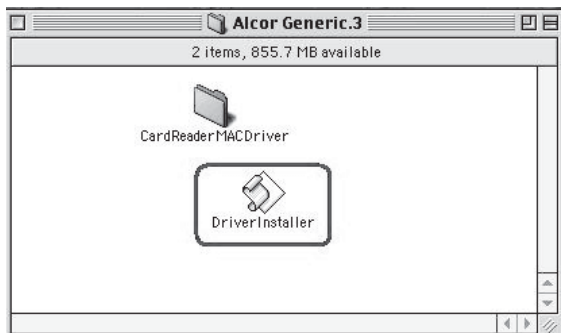 Alcor Generic.3
2 items, 855.7 MB available
CardReaderMACDriver
DriverInstaller